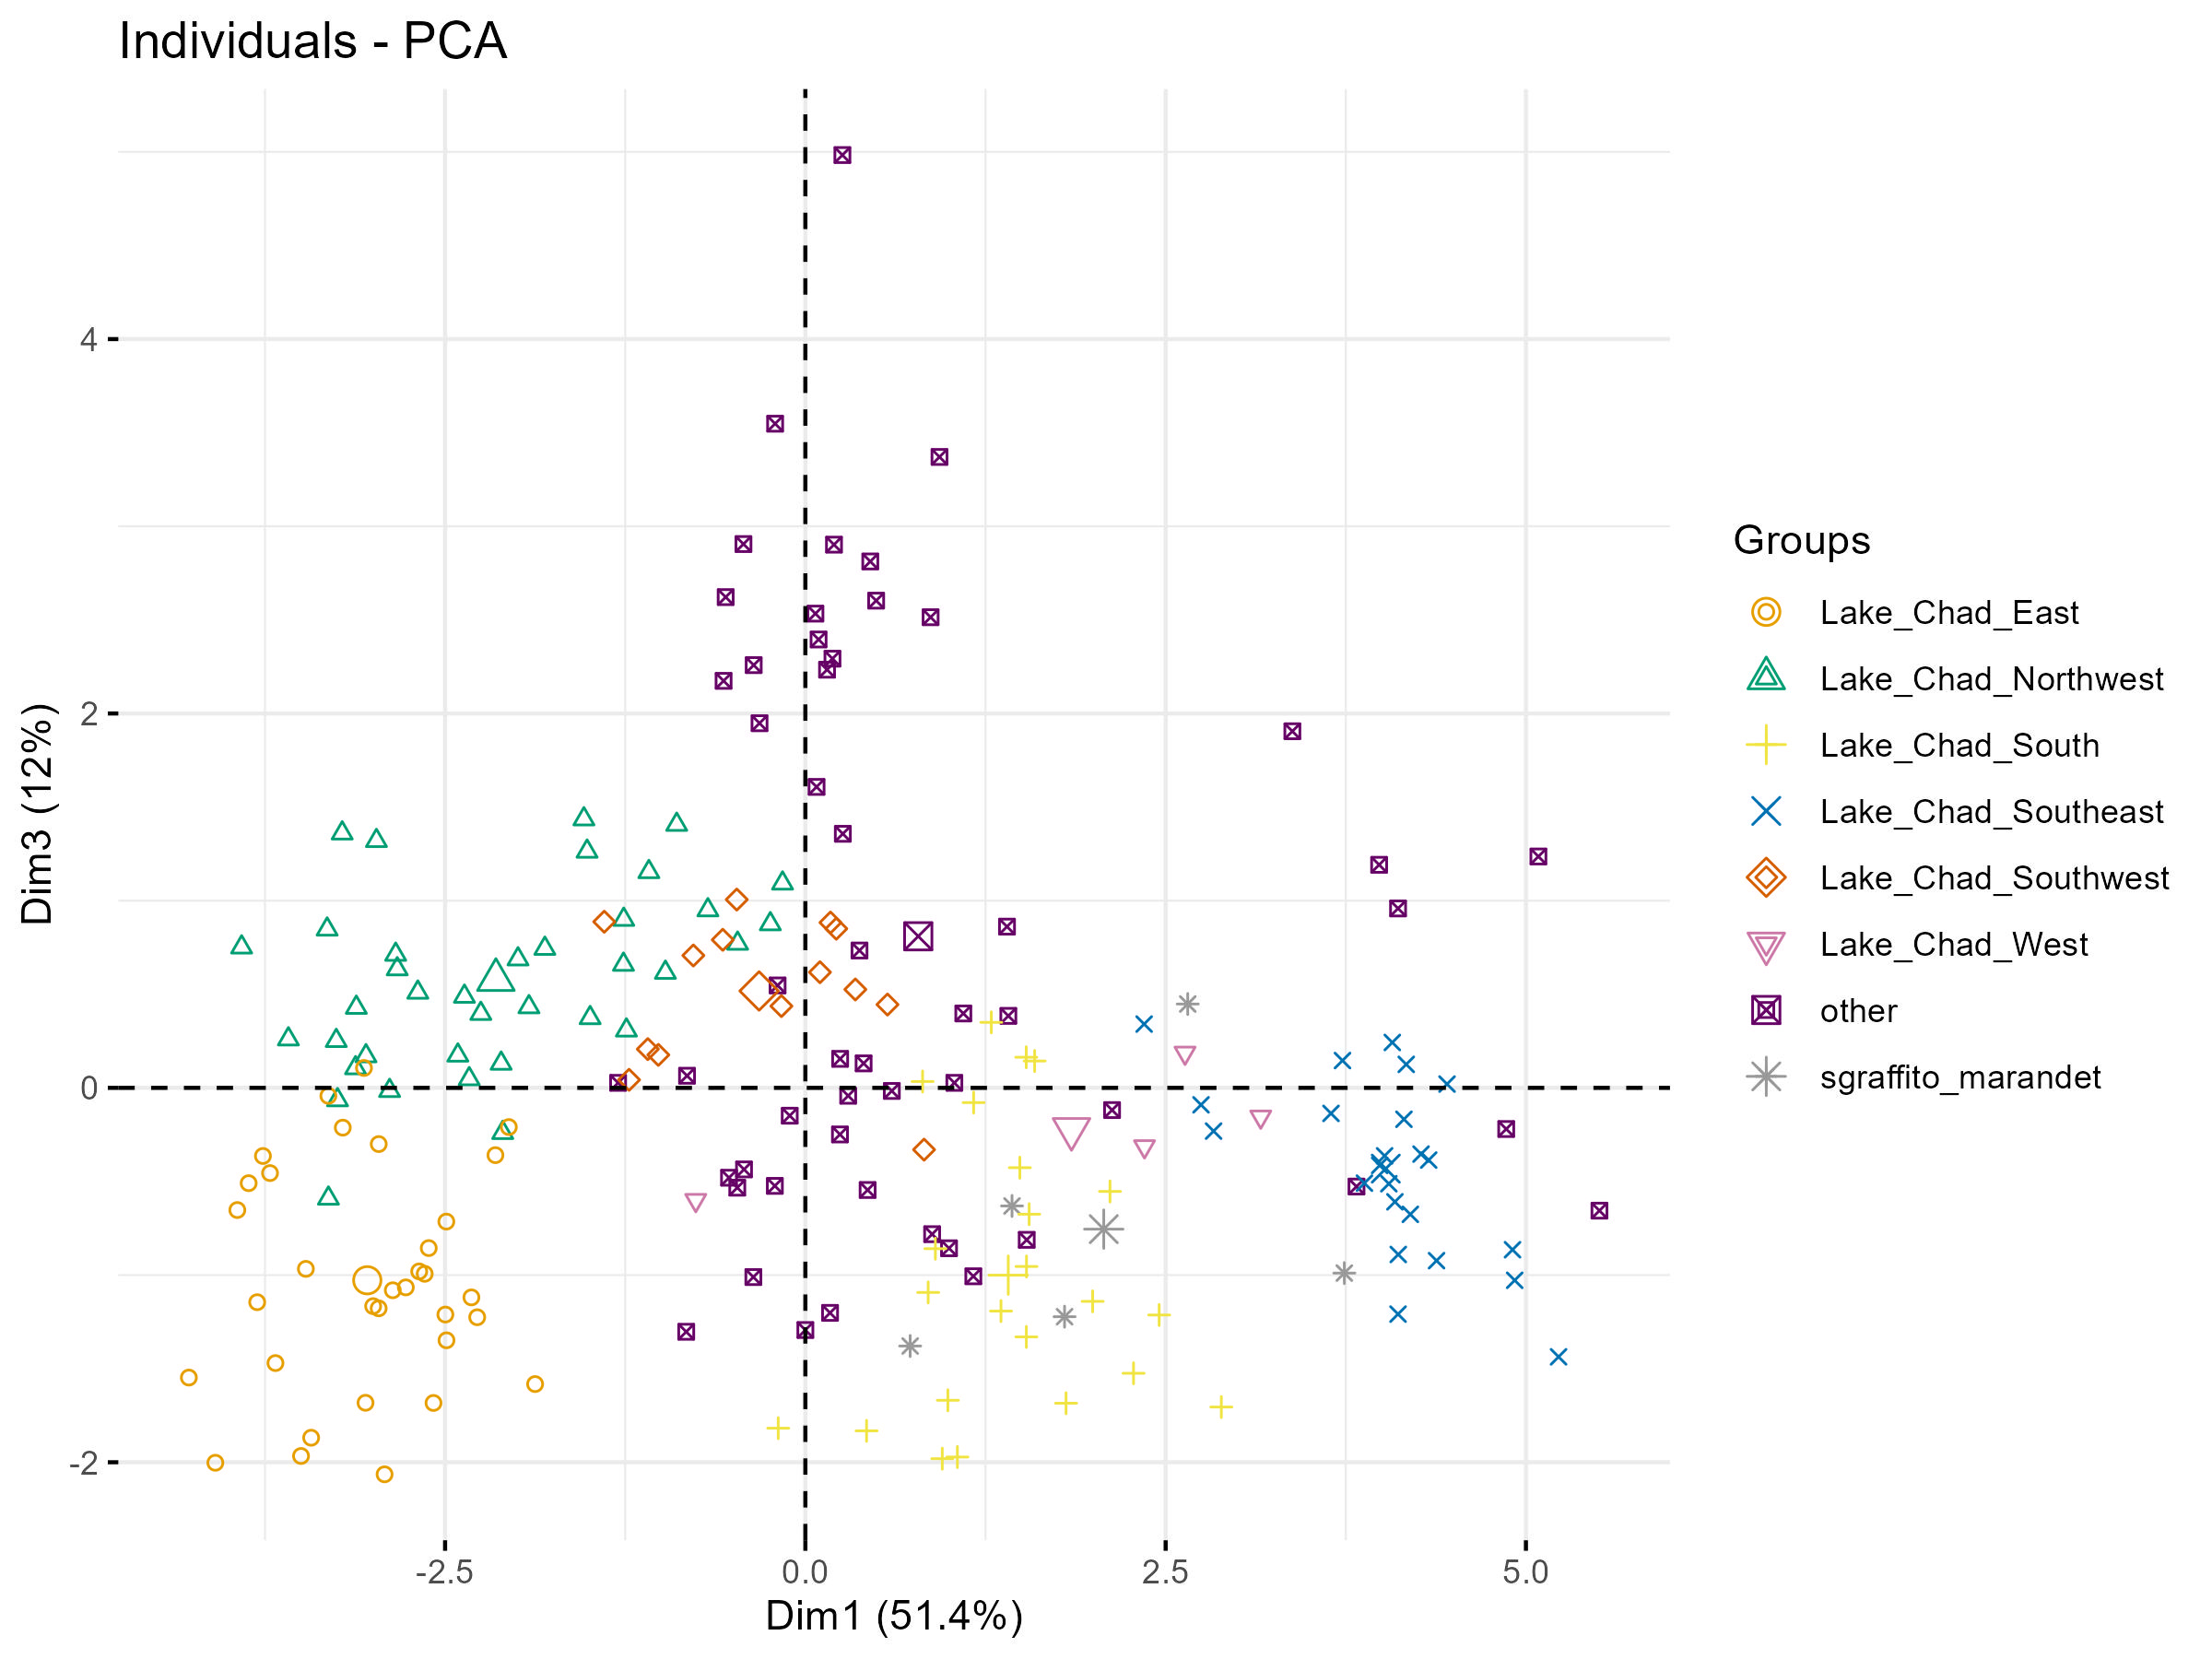 Individuals - PCA
4
2
0
-2
Dim3 (12%)
-2.5 0.0 2.5 5.0
Dim1 (51.4%)
Groups
Lake_Chad_East
Lake_Chad_Northwest
Lake_Chad_South
Lake_Chad_Southeast
Lake_Chad_Southwest
Lake_Chad_West
other
sgraffito_marandet